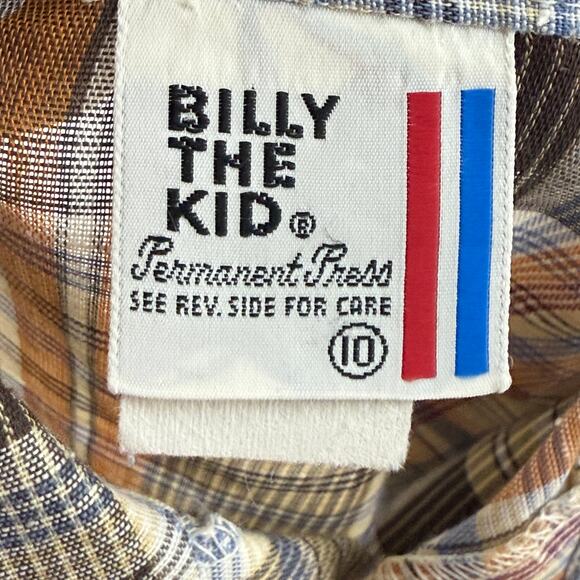 BILLY
THE
KID®
Permanent Press
SEE REV. SIDE FOR CARE
10